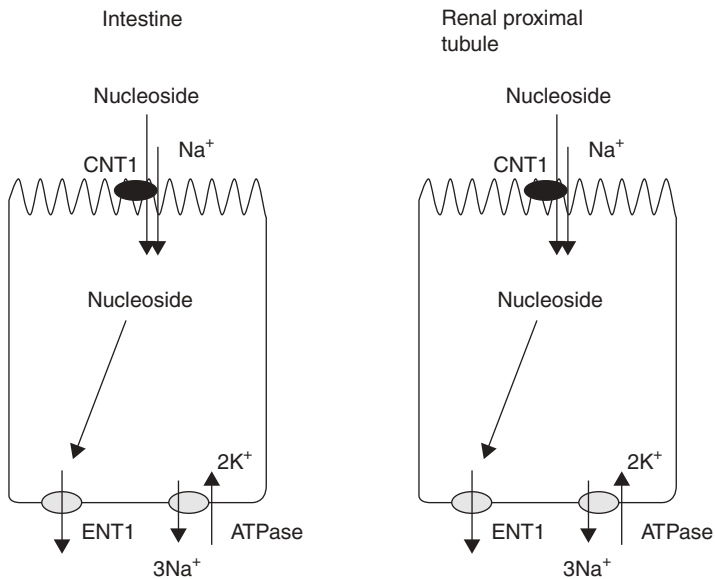 Intestine
Nucleoside
Na⁺
CNT1
Nucleoside
2K⁺
ENT1
ATPase
3Na⁺
Renal proximal
tubule
Nucleoside
Na⁺
CNT1
Nucleoside
2K⁺
ENT1
ATPase
3Na⁺